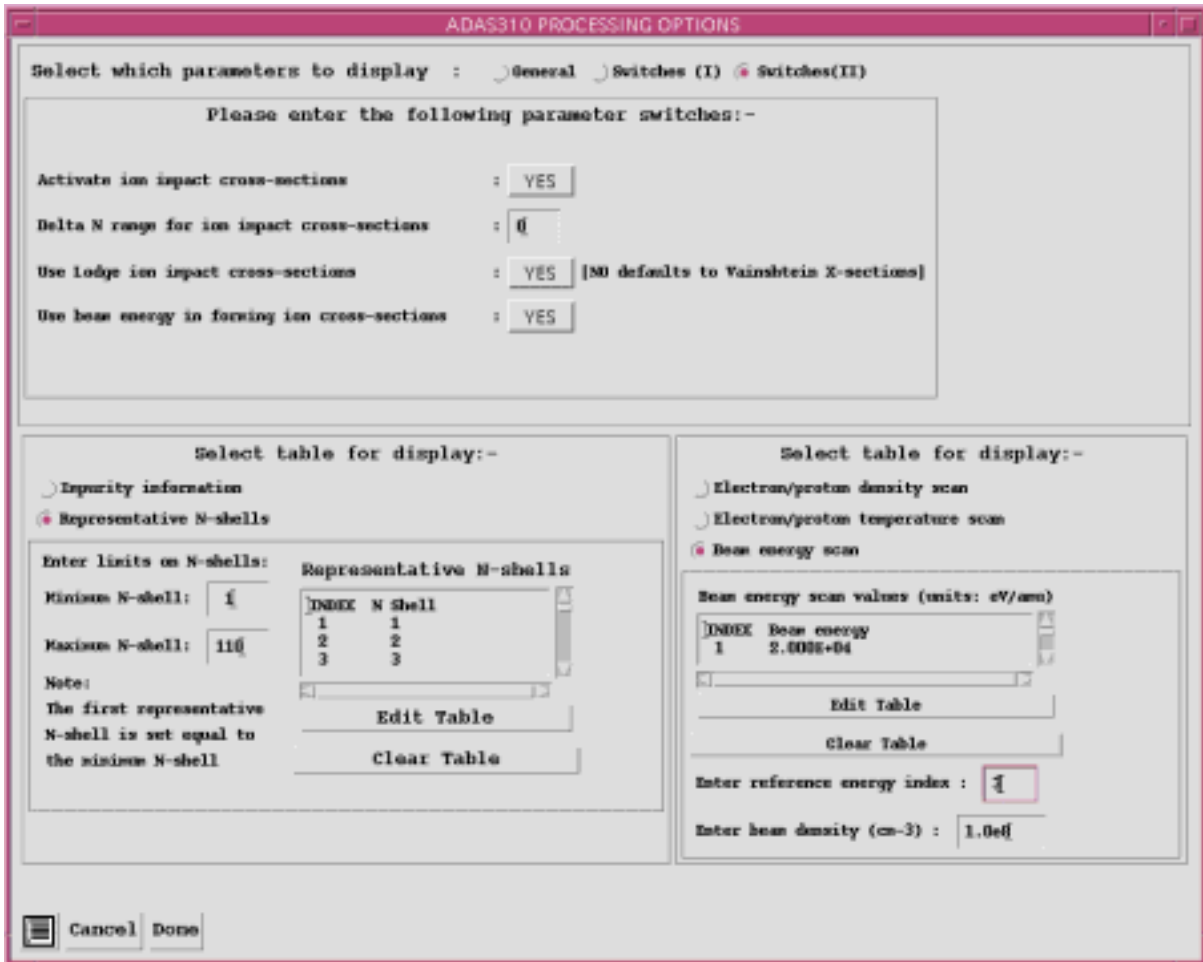 ADAS310 PROCESSING OPTIONS
Select which parameters to display : General Switches (I) Switches(II)
Please enter the following parameter switches:-
Activate ion impact cross-sections : YES
Delta N range for ion impact cross-sections : 0
Use Lodge ion impact cross-sections : YES [NO defaults to Vainshtein X-sections]
Use beam energy in forming ion cross-sections : YES
Select table for display:-
Impurity information
Representative N-shells
Enter limits on N-shells:
Minimum N-shell: 1
Maximum N-shell: 110
Note:
The first representative
N-shell is set equal to
the minimum N-shell
Representative N-shells
INDEX N Shell
1 1
2 2
3 3
Edit Table
Clear Table
Select table for display:-
Electron/proton density scan
Electron/proton temperature scan
Beam energy scan
Beam energy scan values (units: eV/amu)
INDEX Beam energy
1 2.000E+04
Edit Table
Clear Table
Enter reference energy index :
Enter beam density (cm-3) :
Cancel Done